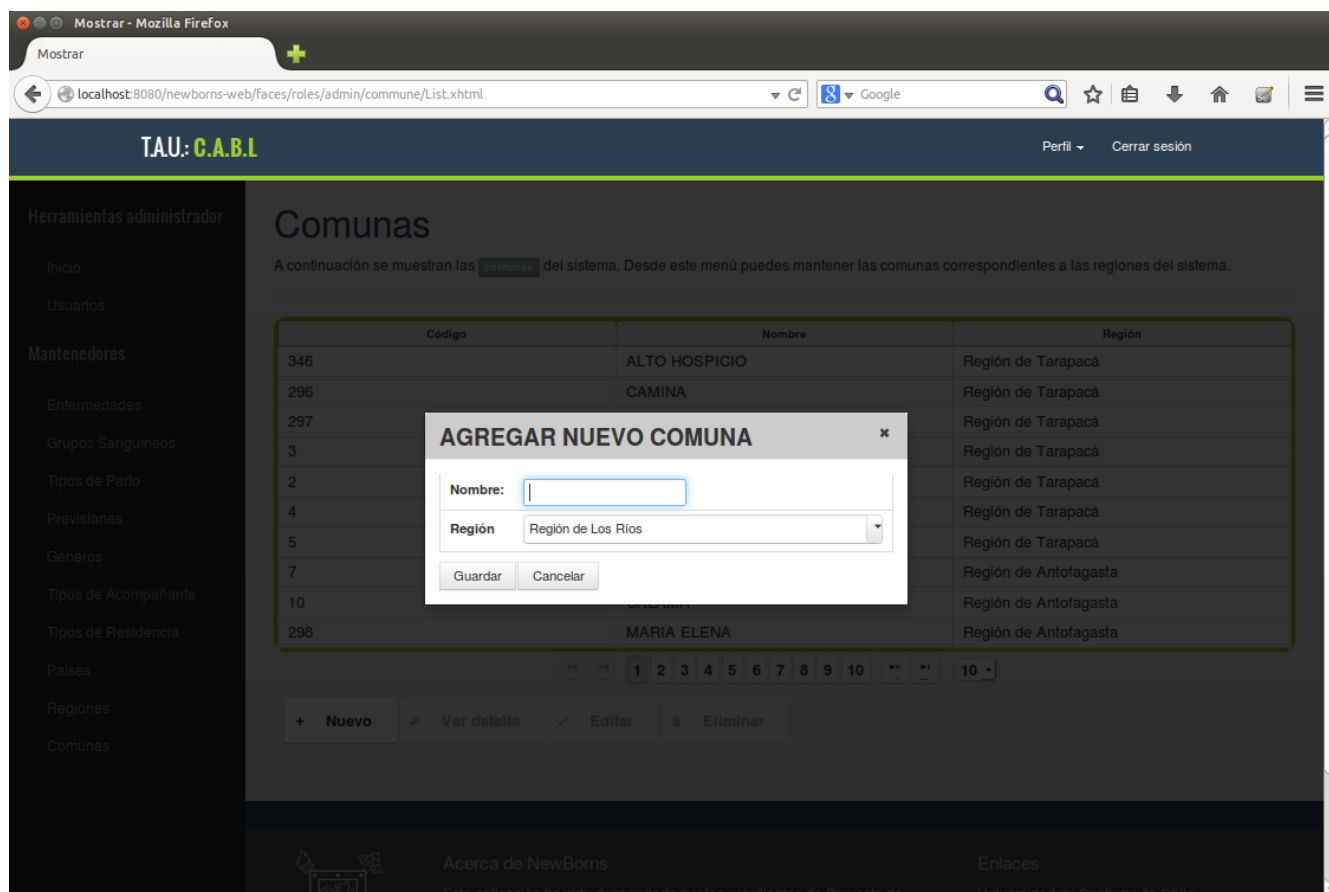 Mostrar - Mozilla Firefox
Mostrar
localhost:8080/newborns-web/faces/roles/admin/commune/List.xhtml
Google
T.A.U.: C.A.B.L
Perfil
Cerrar sesión
Herramientas administrador
Inicio
Usuarios
Mantenedores
Enfermedades
Grupos Sanguíneos
Tipos de Parto
Previsiones
Géneros
Tipos de Acompañante
Tipos de Residencia
Países
Regiones
Comunas
Comunas
A continuación se muestran las comunas del sistema. Desde este menú puedes mantener las comunas correspondientes a las regiones del sistema.
Código Nombre Región
346 ALTO HOSPICIO Región de Tarapacá
296 CAMINA Región de Tarapacá
297 Región de Tarapacá
3 Región de Tarapacá
2 Región de Tarapacá
4 Región de Tarapacá
5 Región de Tarapacá
7 Región de Antofagasta
10 Región de Antofagasta
298 MARIA ELENA Región de Antofagasta
AGREGAR NUEVO COMUNA
Nombre:
Región Región de Los Ríos
Guardar Cancelar
1 2 3 4 5 6 7 8 9 10 10
+ Nuevo Ver detalle Editar Eliminar
Acerca de NewBorns
Enlaces